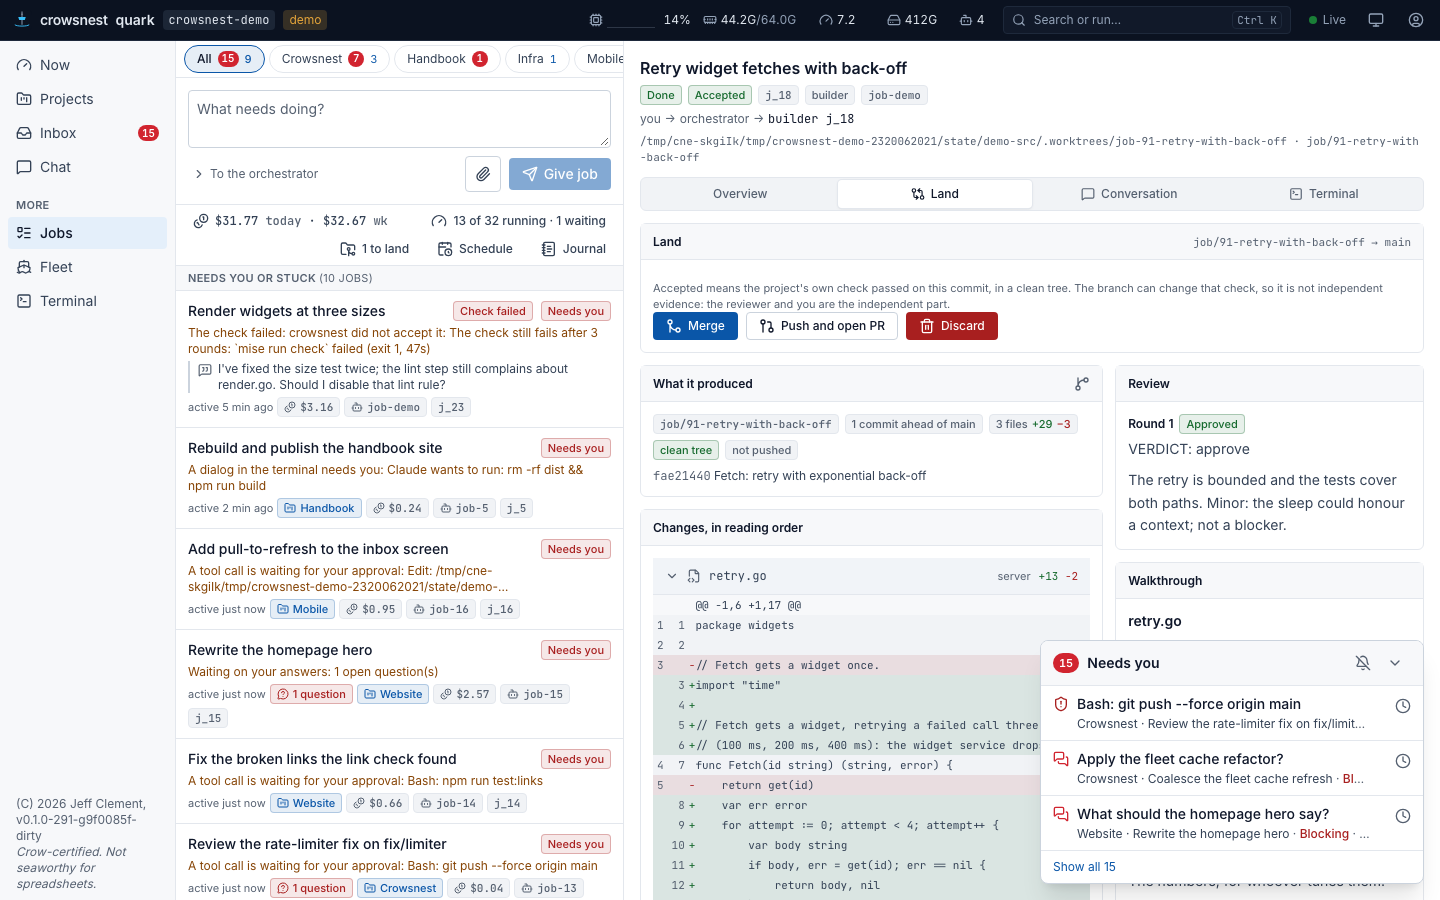 crowsnest quark crowsnest-demo demo
14% 44.2G/64.0G 7.2 412G 4 Search or run... Ctrl K Live
Now
Projects
Inbox 15
Chat
MORE
Jobs
Fleet
Terminal
(C) 2026 Jeff Clement,
v0.1.0-291-g9f0085f-
dirty
Crow-certified. Not
seaworthy for
spreadsheets.
All 15 9 Crowsnest 7 3 Handbook 1 Infra 1 Mobile
What needs doing?
To the orchestrator Give job
$31.77 today · $32.67 wk 13 of 32 running · 1 waiting
1 to land Schedule Journal
NEEDS YOU OR STUCK (10 JOBS)
Render widgets at three sizes Check failed Needs you
The check failed: crowsnest did not accept it: The check still fails after 3
rounds: `mise run check` failed (exit 1, 47s)
I've fixed the size test twice; the lint step still complains about
render.go. Should I disable that lint rule?
active 5 min ago $3.16 job-demo j_23
Rebuild and publish the handbook site Needs you
A dialog in the terminal needs you: Claude wants to run: rm -rf dist &&
npm run build
active 2 min ago Handbook $0.24 job-5 j_5
Add pull-to-refresh to the inbox screen Needs you
A tool call is waiting for your approval: Edit: /tmp/cne-
skgilk/tmp/crowsnest-demo-2320062021/state/demo-...
active just now Mobile $0.95 job-16 j_16
Rewrite the homepage hero Needs you
Waiting on your answers: 1 open question(s)
active just now 1 question Website $2.57 job-15
j_15
Fix the broken links the link check found Needs you
A tool call is waiting for your approval: Bash: npm run test:links
active just now Website $0.66 job-14 j_14
Review the rate-limiter fix on fix/limiter Needs you
A tool call is waiting for your approval: Bash: git push --force origin main
active just now 1 question Crowsnest $0.04 job-13
Retry widget fetches with back-off
Done Accepted j_18 builder job-demo
you → orchestrator → builder j_18
/tmp/cne-skgiIk/tmp/crowsnest-demo-2320062021/state/demo-src/.worktrees/job-91-retry-with-back-off · job/91-retry-with
-back-off
Overview Land Conversation Terminal
Land job/91-retry-with-back-off → main
Accepted means the project's own check passed on this commit, in a clean tree. The branch can change that check, so it is not independent
evidence: the reviewer and you are the independent part.
Merge Push and open PR Discard
What it produced
job/91-retry-with-back-off 1 commit ahead of main 3 files +29 −3
clean tree not pushed
fae21440 Fetch: retry with exponential back-off
Changes, in reading order
retry.go server +13 -2
@@ -1,6 +1,17 @@
1 1 package widgets
2 2
3 -// Fetch gets a widget once.
3 +import "time"
4 +
5 +// Fetch gets a widget, retrying a failed call three
6 +// (100 ms, 200 ms, 400 ms): the widget service drop
4 7 func Fetch(id string) (string, error) {
5 - return get(id)
8 + var err error
9 + for attempt := 0; attempt < 4; attempt++ {
10 + var body string
11 + if body, err = get(id); err == nil {
12 + return body, nil
Review
Round 1 Approved
VERDICT: approve
The retry is bounded and the tests cover
both paths. Minor: the sleep could honour
a context; not a blocker.
Walkthrough
retry.go
15 Needs you
Bash: git push --force origin main
Crowsnest · Review the rate-limiter fix on fix/limit...
Apply the fleet cache refactor?
Crowsnest · Coalesce the fleet cache refresh · Bl...
What should the homepage hero say?
Website · Rewrite the homepage hero · Blocking · ...
Show all 15